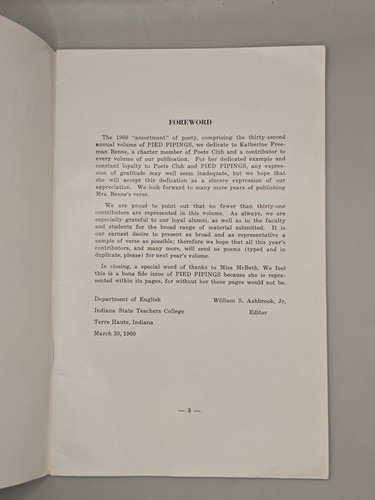 FOREWORD
The 1960 "assortment" of poetry, comprising the thirty-second
annual volume of PIED PIPINGS, we dedicate to Katherine Free-
man Benne, a charter member of Poets Club and a contributor to
every volume of our publication. For her dedicated example and
constant loyalty to Poets Club and PIED PIPINGS, any expres-
sion of gratitude may well seem inadequate, but we hope that
she will accept this dedication as a sincere expression of our
appreciation. We look forward to many more years of publishing
Mrs. Benne's verse.
We are proud to point out that no fewer than thirty-one
contributors are represented in this volume. As always, we are
especially grateful to our loyal alumni, as well as to the faculty
and students for the broad range of material submitted. It is
our earnest desire to present as broad and as representative a
sample of verse as possible; therefore we hope that all this year's
contributors, and many more, will send us poems (typed and in
duplicate, please) for next year's volume.
In closing, a special word of thanks to Miss McBeth. We feel
this is a bona fide issue of PIED PIPINGS because she is repre-
sented within its pages, for without her these pages would not be.
Department of English William S. Ashbrook, Jr.
Indiana State Teachers College Editor
Terre Haute, Indiana
March 30, 1960
— 3 —